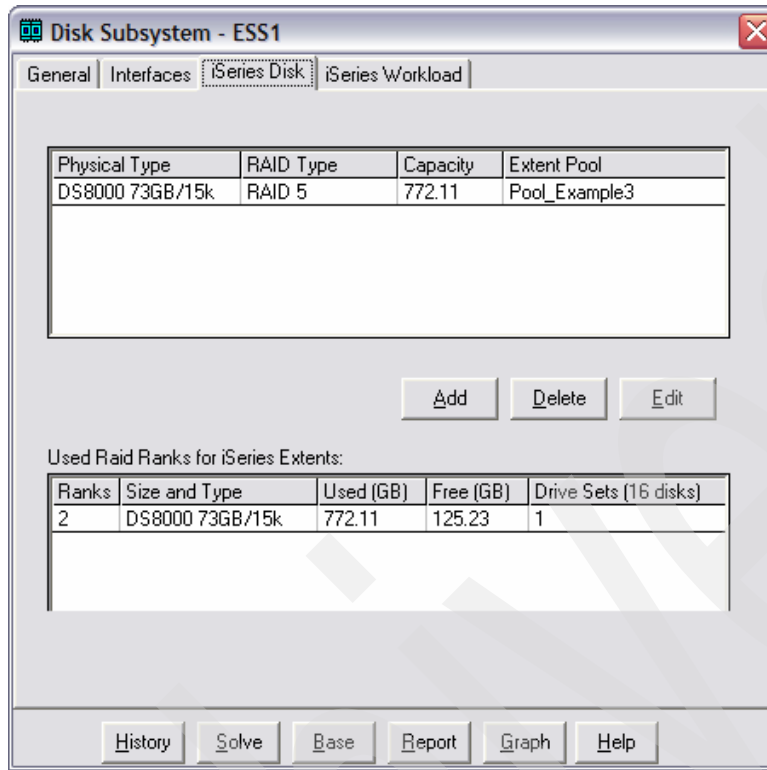 Disk Subsystem - ESS1
General Interfaces iSeries Disk iSeries Workload
Physical Type RAID Type Capacity Extent Pool
DS8000 73GB/15k RAID 5 772.11 Pool_Example3
Add Delete Edit
Used Raid Ranks for iSeries Extents:
Ranks Size and Type Used (GB) Free (GB) Drive Sets (16 disks)
2 DS8000 73GB/15k 772.11 125.23 1
History Solve Base Report Graph Help